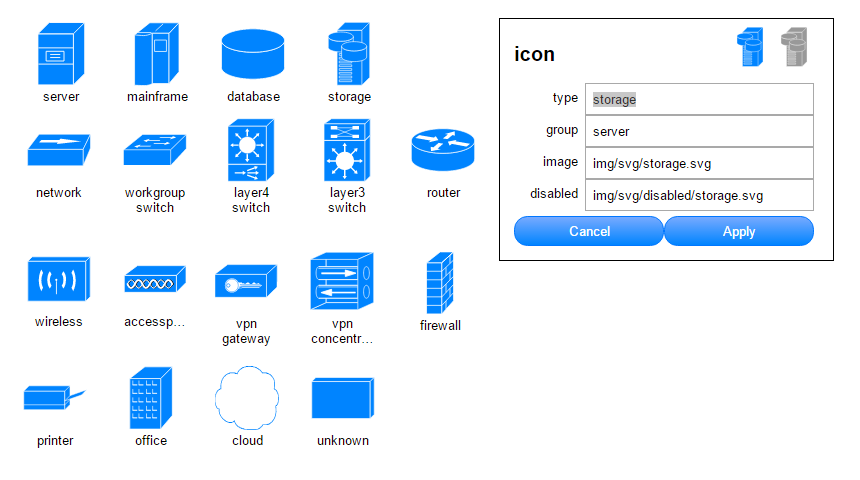 server
mainframe
database
storage
network
workgroup
switch
layer4
switch
layer3
switch
router
wireless
accessp…
vpn
gateway
vpn
concentr…
firewall
printer
office
cloud
unknown
icon
type storage
group server
image img/svg/storage.svg
disabled img/svg/disabled/storage.svg
Cancel Apply